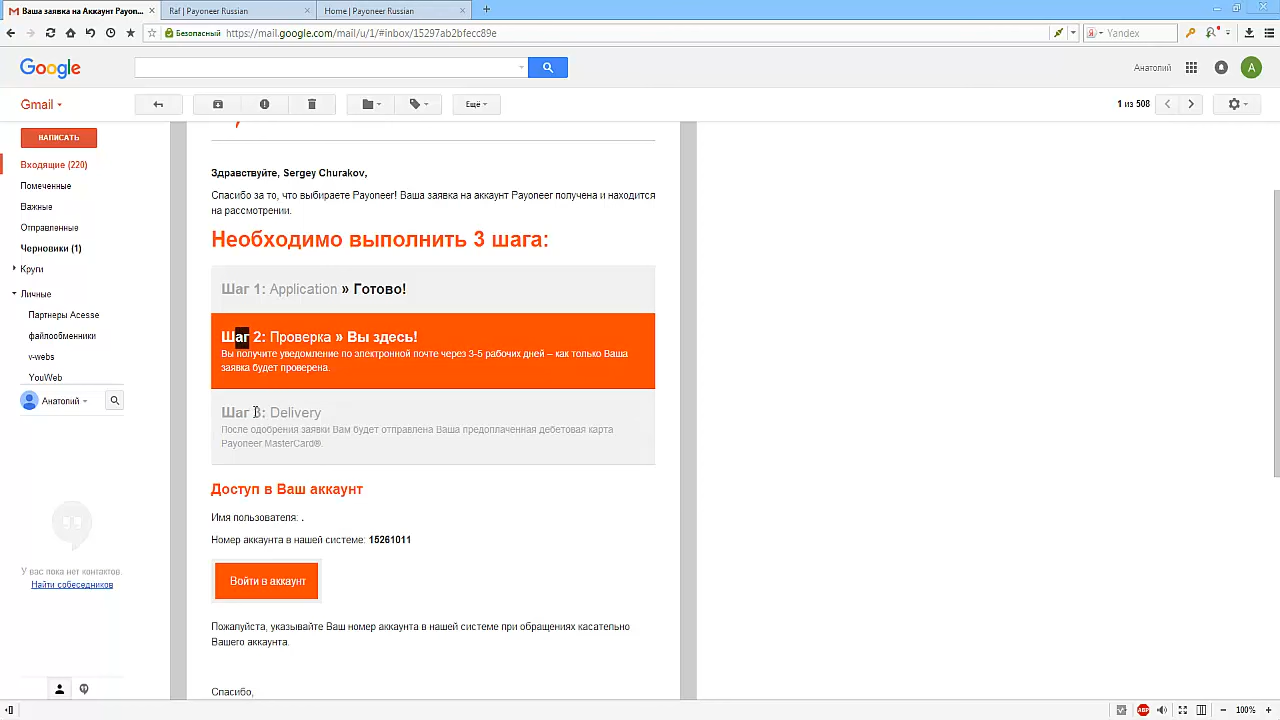 Ваша заявка на Аккаунт Payon...
Raf | Payoneer Russian
Home | Payoneer Russian
Безопасный
https://mail.google.com/mail/u/1/#inbox/15297ab2bfecc89e
Yandex
Google
Анатолий
A
Gmail
Ещё
1 из 508
НАПИСАТЬ
Входящие (220)
Помеченные
Важные
Отправленные
Черновики (1)
Круги
Личные
Партнеры Acesse
файлообменники
v-webs
YouWeb
Анатолий
У вас пока нет контактов.
Найти собеседников
Здравствуйте, Sergey Churakov,
Спасибо за то, что выбираете Payoneer! Ваша заявка на аккаунт Payoneer получена и находится
на рассмотрении.
Необходимо выполнить 3 шага:
Шаг 1: Application » Готово!
Шаг 2: Проверка » Вы здесь!
Вы получите уведомление по электронной почте через 3-5 рабочих дней – как только Ваша
заявка будет проверена.
Шаг 3: Delivery
После одобрения заявки Вам будет отправлена Ваша предоплаченная дебетовая карта
Payoneer MasterCard®.
Доступ в Ваш аккаунт
Имя пользователя: .
Номер аккаунта в нашей системе: 15261011
Войти в аккаунт
Пожалуйста, указывайте Ваш номер аккаунта в нашей системе при обращениях касательно
Вашего аккаунта.
Спасибо,
ABP
100%